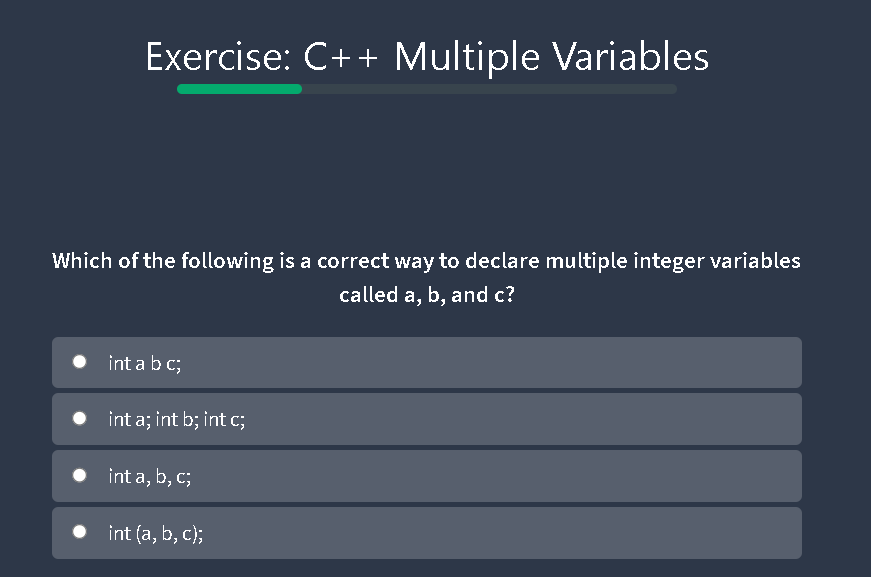 Exercise: C++ Multiple Variables
Which of the following is a correct way to declare multiple integer variables
called a, b, and c?
int a b c;
int a; int b; int c;
int a, b, c;
int (a, b, c);